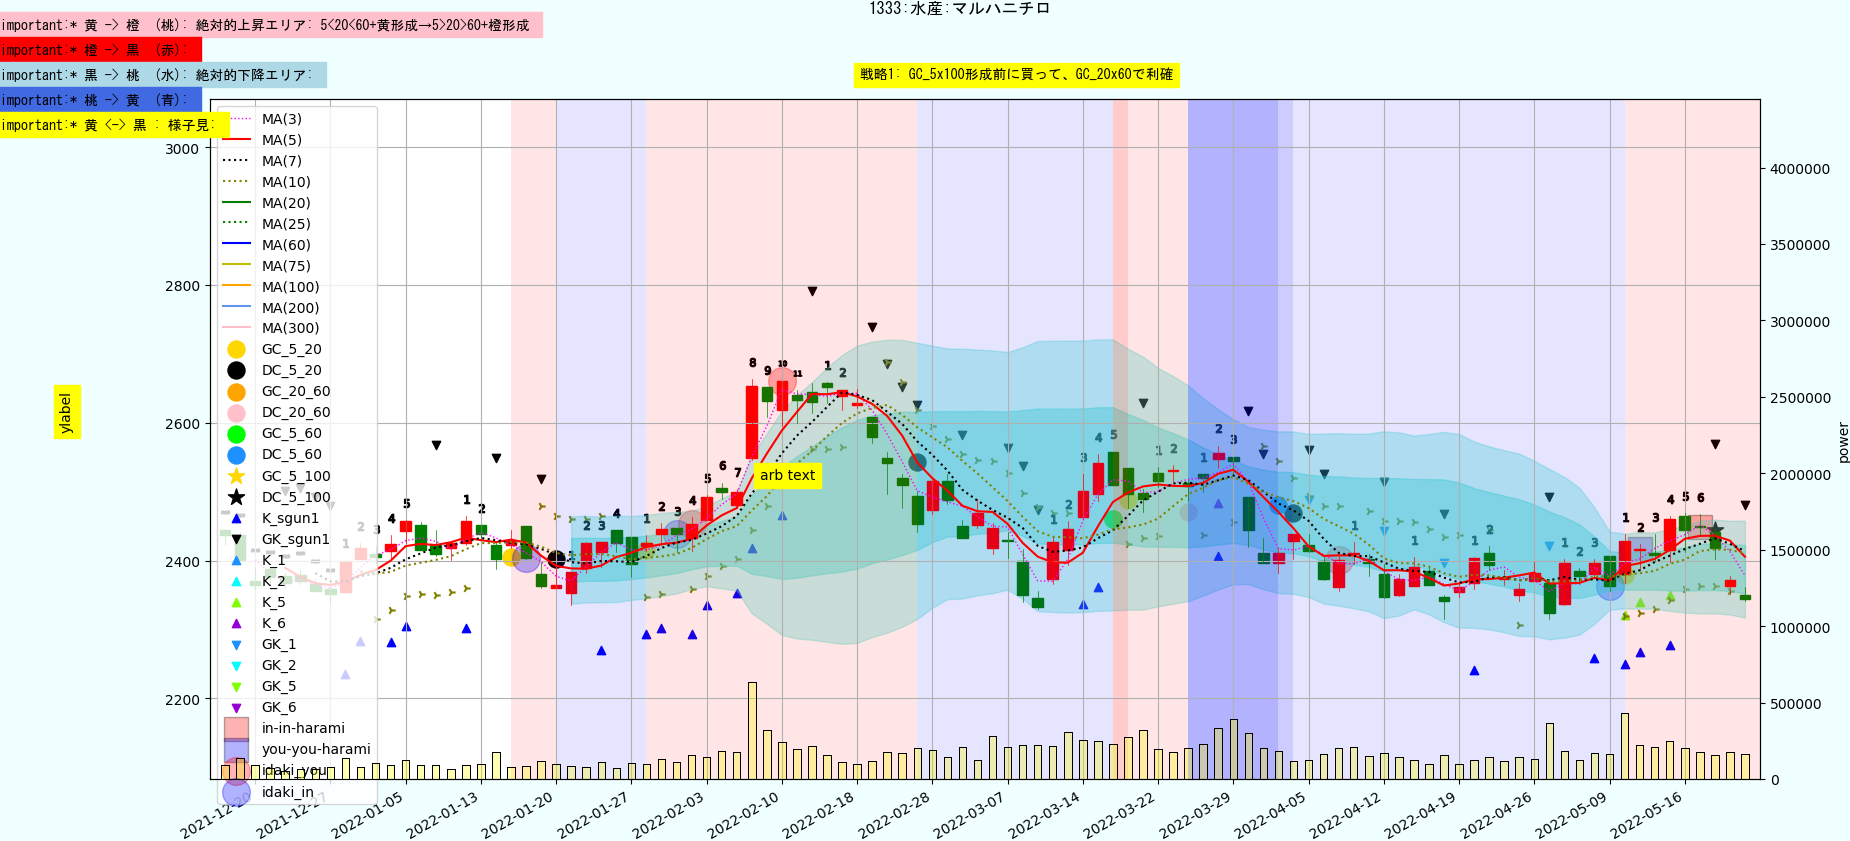 1333:水産:マルハニチロ
important:* 黄 -> 橙 （桃）: 絶対的上昇エリア: 5<20<60+黄形成→5>20>60+橙形成
important:* 橙 -> 黒 （赤）:
important:* 黒 -> 桃 （水）: 絶対的下降エリア:
戦略1: GC_5x100形成前に買って、GC_20x60で利確
important:* 桃 -> 黄 （青）:
important:* 黄 <-> 黒 : 様子見:
MA(3)
MA(5)
MA(7)
MA(10)
MA(20)
MA(25)
MA(60)
MA(75)
MA(100)
MA(200)
MA(300)
GC_5_20
DC_5_20
GC_20_60
DC_20_60
GC_5_60
DC_5_60
GC_5_100
DC_5_100
K_sgun1
GK_sgun1
K_1
K_2
K_5
K_6
GK_1
GK_2
GK_5
GK_6
in-in-harami
you-you-harami
idaki_you
idaki_in
3000
2800
2600
2400
2200
ylabel
arb text
4000000
3500000
3000000
2500000
2000000
1500000
1000000
500000
0
power
2021-12-20
2021-12-27
2022-01-05
2022-01-13
2022-01-20
2022-01-27
2022-02-03
2022-02-10
2022-02-18
2022-02-28
2022-03-07
2022-03-14
2022-03-22
2022-03-29
2022-04-05
2022-04-12
2022-04-19
2022-04-26
2022-05-09
2022-05-16